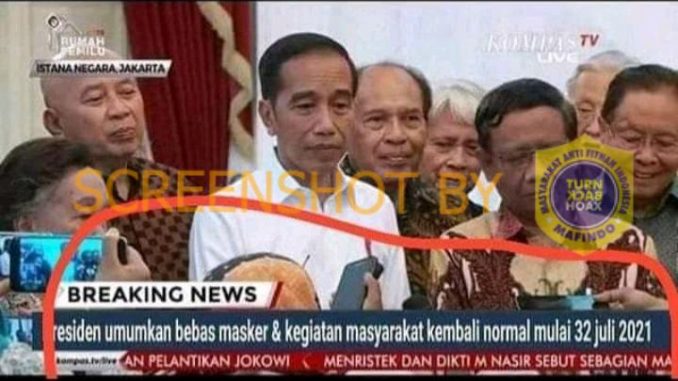 RUMAH PEMILU
KOMPAS TV
LIVE
ISTANA NEGARA, JAKARTA
SCREENSHOT BY
MASYARAKAT ANTI FITNAH INDONESIA
TURN BACK HOAX
MAFINDO
BREAKING NEWS
residen umumkan bebas masker & kegiatan masyarakat kembali normal mulai 32 juli 2021
kompas.tv/live AN PELANTIKAN JOKOWI MENRISTEK DAN DIKTI M NASIR SEBUT SEBAGIAN MA